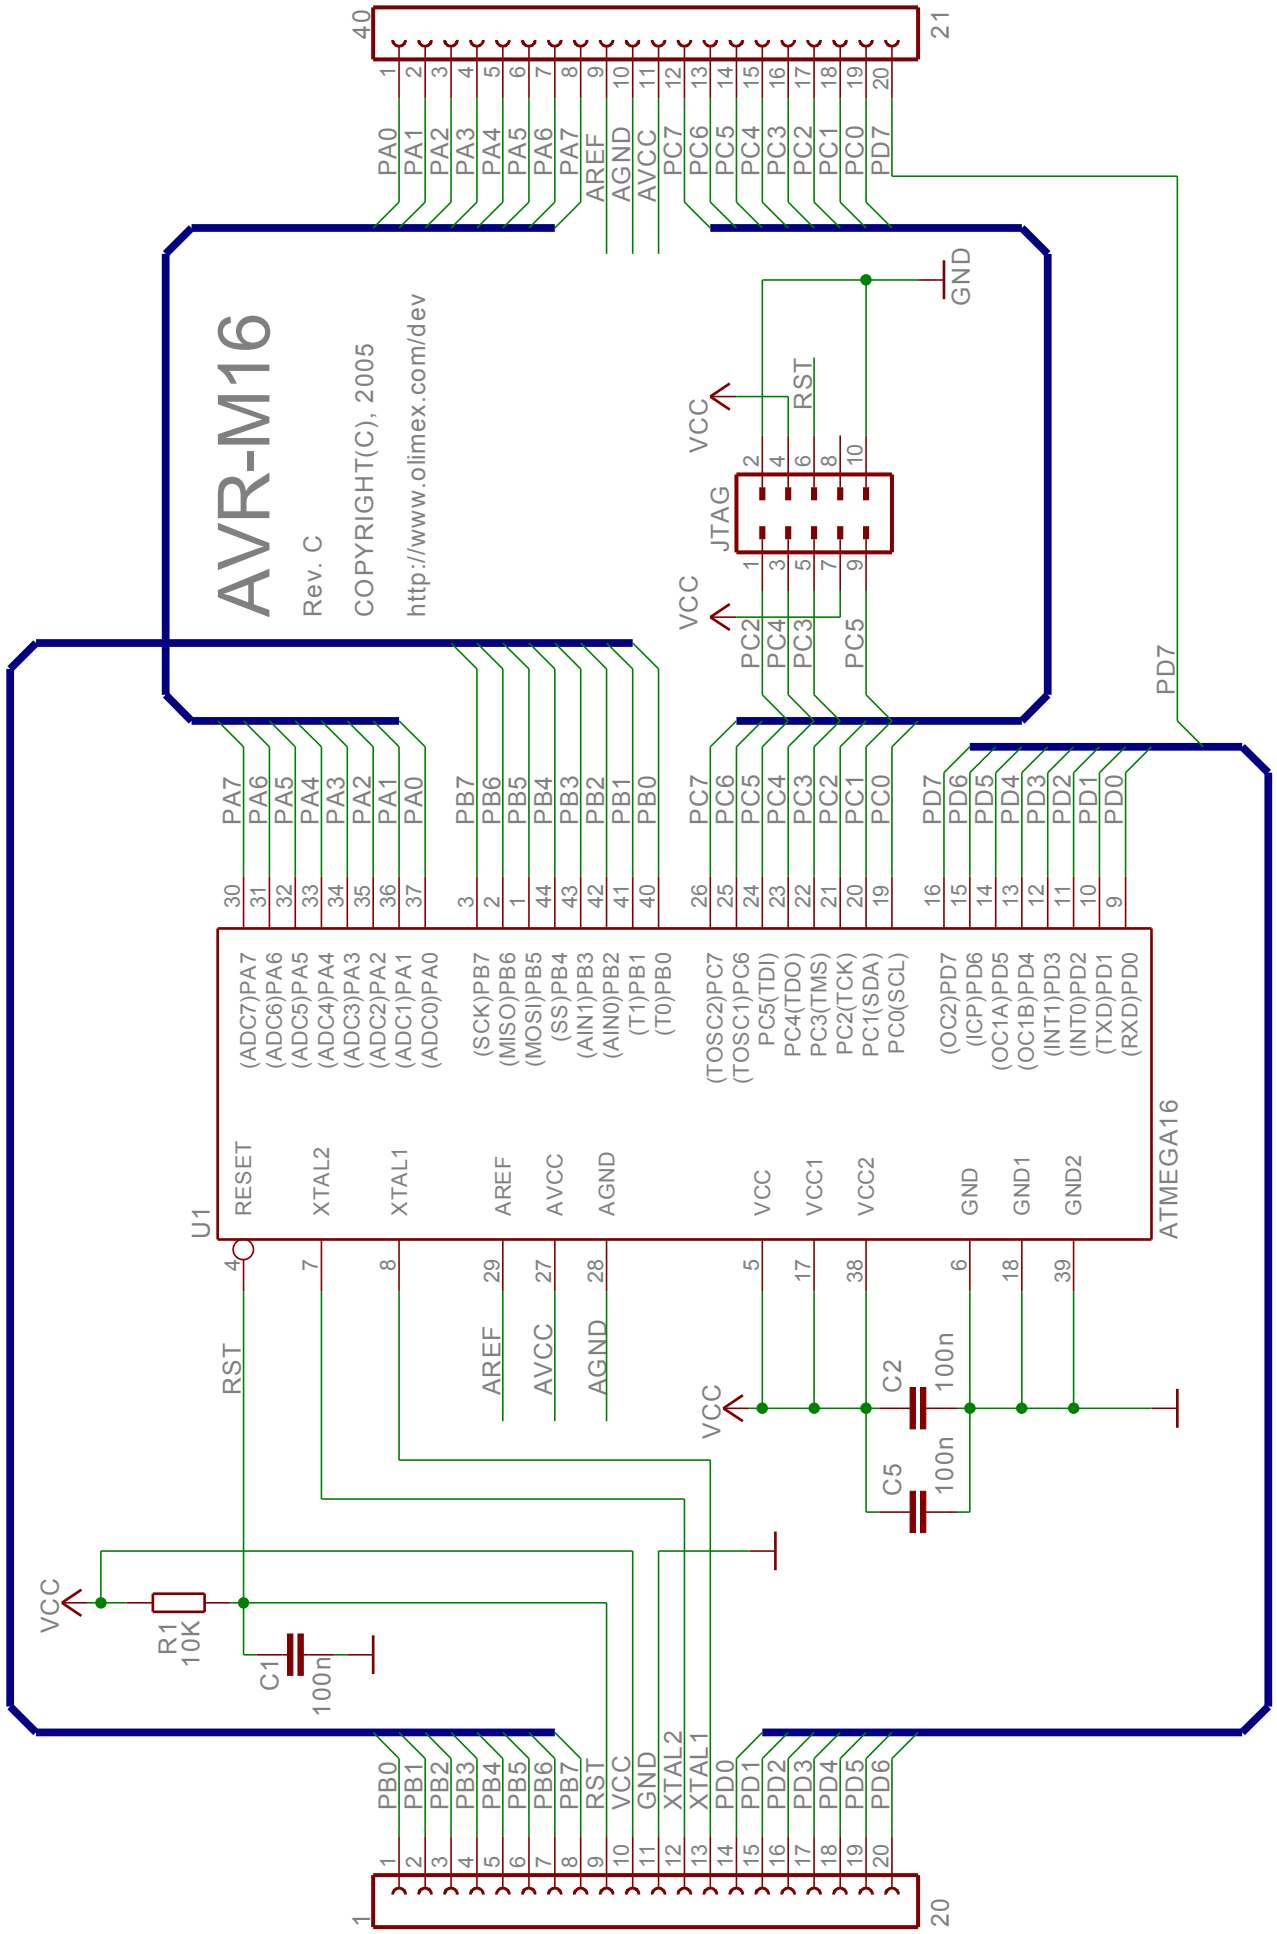 AVR-M16
Rev. C
COPYRIGHT(C), 2005
http://www.olimex.com/dev
1
20
1 PB0
2 PB1
3 PB2
4 PB3
5 PB4
6 PB5
7 PB6
8 PB7
9 RST
10 VCC
11 GND
12 XTAL2
13 XTAL1
14 PD0
15 PD1
16 PD2
17 PD3
18 PD4
19 PD5
20 PD6
VCC
R1
10K
C1
100n
RST
AREF
AVCC
AGND
VCC
C5
100n
C2
100n
U1
4 RESET
7 XTAL2
8 XTAL1
29 AREF
27 AVCC
28 AGND
5 VCC
17 VCC1
38 VCC2
6 GND
18 GND1
39 GND2
ATMEGA16
(ADC7)PA7 30 PA7
(ADC6)PA6 31 PA6
(ADC5)PA5 32 PA5
(ADC4)PA4 33 PA4
(ADC3)PA3 34 PA3
(ADC2)PA2 35 PA2
(ADC1)PA1 36 PA1
(ADC0)PA0 37 PA0
(SCK)PB7 3 PB7
(MISO)PB6 2 PB6
(MOSI)PB5 1 PB5
(SS)PB4 44 PB4
(AIN1)PB3 43 PB3
(AIN0)PB2 42 PB2
(T1)PB1 41 PB1
(T0)PB0 40 PB0
(TOSC2)PC7 26 PC7
(TOSC1)PC6 25 PC6
PC5(TDI) 24 PC5
PC4(TDO) 23 PC4
PC3(TMS) 22 PC3
PC2(TCK) 21 PC2
PC1(SDA) 20 PC1
PC0(SCL) 19 PC0
(OC2)PD7 16 PD7
(ICP)PD6 15 PD6
(OC1A)PD5 14 PD5
(OC1B)PD4 13 PD4
(INT1)PD3 12 PD3
(INT0)PD2 11 PD2
(TXD)PD1 10 PD1
(RXD)PD0 9 PD0
VCC
JTAG
VCC
PC2 1 2
PC4 3 4
PC3 5 6 RST
7 8
PC5 9 10
GND
PD7
40
21
PA0 1
PA1 2
PA2 3
PA3 4
PA4 5
PA5 6
PA6 7
PA7 8
AREF 9
AGND 10
AVCC 11
PC7 12
PC6 13
PC5 14
PC4 15
PC3 16
PC2 17
PC1 18
PC0 19
PD7 20